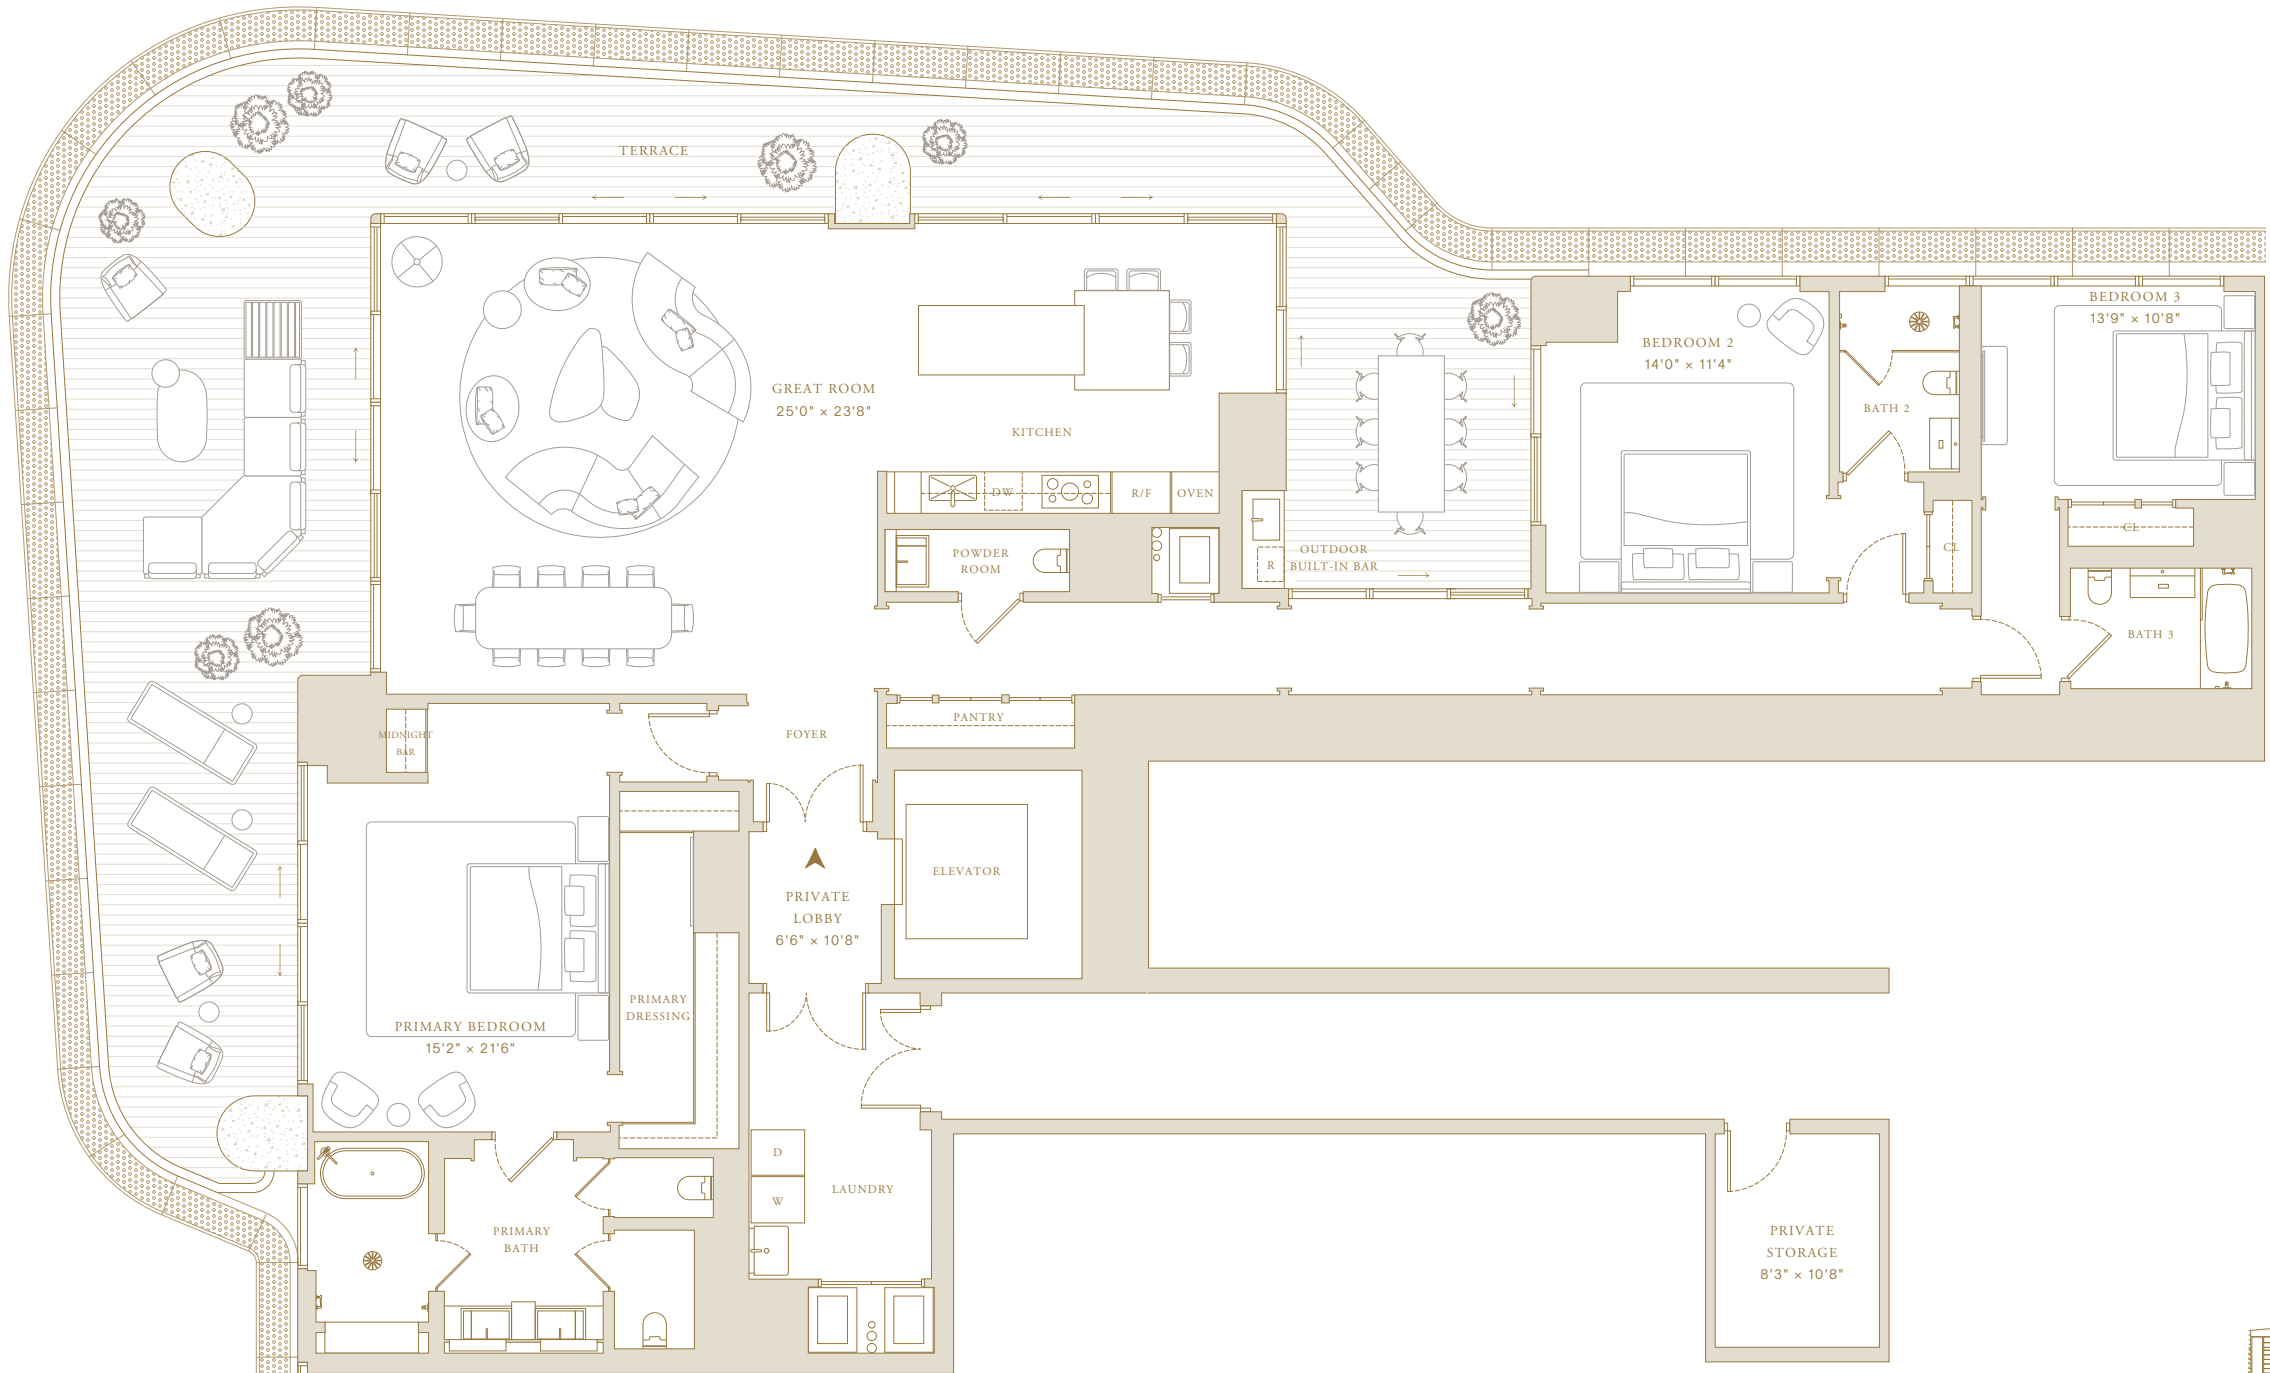 TERRACE
BEDROOM 3
13'9" × 10'8"
BEDROOM 2
14'0" × 11'4"
GREAT ROOM
25'0" × 23'8"
BATH 2
KITCHEN
DW
R/F
OVEN
CL
CL
POWDER
ROOM
OUTDOOR
BUILT-IN BAR
R
BATH 3
PANTRY
FOYER
MIDNIGHT
BAR
ELEVATOR
PRIVATE
LOBBY
6'6" × 10'8"
PRIMARY
DRESSING
PRIMARY BEDROOM
15'2" × 21'6"
D
W
LAUNDRY
PRIMARY
BATH
PRIVATE
STORAGE
8'3" × 10'8"